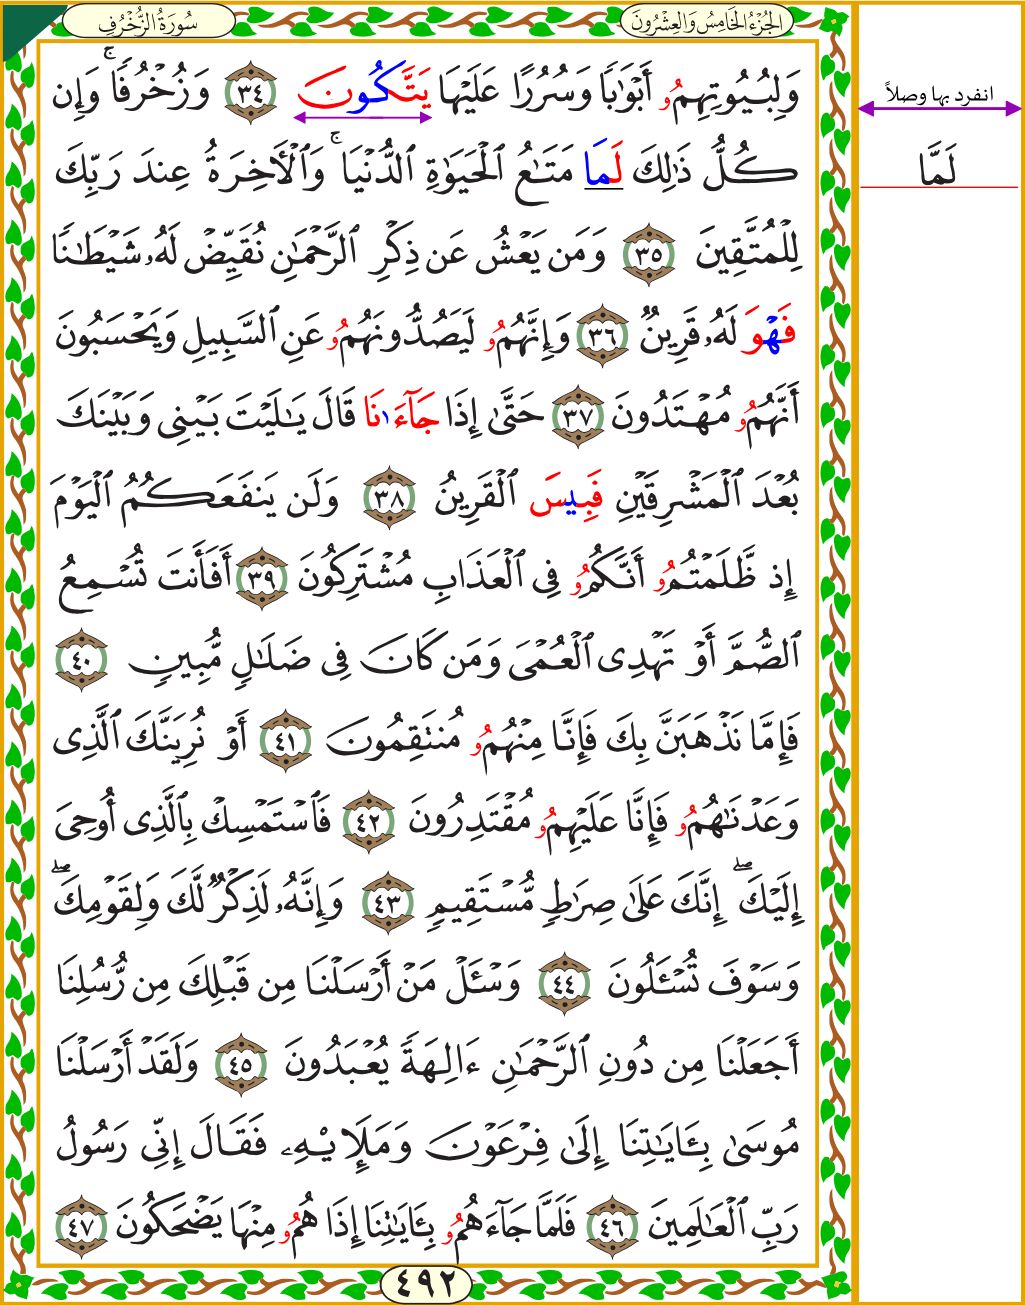 الجُزْءُ الخَامِسُ وَالعِشْرُونَ
سُورَةُ الزُّخْرُفِ
انفرد بها وصلاً
لَمَّا
وَلِبُيُوتِهِمُو أَبْوَٰبًا وَسُرُرًا عَلَيْهَا يَتَّكُونَ ٣٤ وَزُخْرُفًاۚ وَإِن
كُلُّ ذَٰلِكَ لَمَا مَتَٰعُ ٱلْحَيَوٰةِ ٱلدُّنْيَاۚ وَٱلْأَخِرَةُ عِندَ رَبِّكَ
لِلْمُتَّقِينَ ٣٥ وَمَن يَعْشُ عَن ذِكْرِ ٱلرَّحْمَٰنِ نُقَيِّضْ لَهُۥ شَيْطَٰنًا
فَهْوَ لَهُۥ قَرِينٌ ٣٦ وَإِنَّهُمُو لَيَصُدُّونَهُمُو عَنِ ٱلسَّبِيلِ وَيَحْسَبُونَ
أَنَّهُمُو مُهْتَدُونَ ٣٧ حَتَّىٰ إِذَا جَآءَٰنَا قَالَ يَٰلَيْتَ بَيْنِى وَبَيْنَكَ
بُعْدَ ٱلْمَشْرِقَيْنِ فَبِيسَ ٱلْقَرِينُ ٣٨ وَلَن يَنفَعَكُمُ ٱلْيَوْمَ
إِذ ظَّلَمْتُمُو أَنَّكُمُو فِى ٱلْعَذَابِ مُشْتَرِكُونَ ٣٩ أَفَأَنتَ تُسْمِعُ
ٱلصُّمَّ أَوْ تَهْدِى ٱلْعُمْىَ وَمَن كَانَ فِى ضَلَٰلٍ مُّبِينٍ ٤٠
فَإِمَّا نَذْهَبَنَّ بِكَ فَإِنَّا مِنْهُمُو مُنتَقِمُونَ ٤١ أَوْ نُرِيَنَّكَ ٱلَّذِى
وَعَدْنَٰهُمُو فَإِنَّا عَلَيْهِمُو مُقْتَدِرُونَ ٤٢ فَٱسْتَمْسِكْ بِٱلَّذِى أُوحِىَ
إِلَيْكَۖ إِنَّكَ عَلَىٰ صِرَٰطٍ مُّسْتَقِيمٍ ٤٣ وَإِنَّهُۥ لَذِكْرٌ لَّكَ وَلِقَوْمِكَۖ
وَسَوْفَ تُسْـَٔلُونَ ٤٤ وَسْـَٔلْ مَنْ أَرْسَلْنَا مِن قَبْلِكَ مِن رُّسُلِنَا
أَجَعَلْنَا مِن دُونِ ٱلرَّحْمَٰنِ ءَالِهَةً يُعْبَدُونَ ٤٥ وَلَقَدْ أَرْسَلْنَا
مُوسَىٰ بِـَٔايَٰتِنَا إِلَىٰ فِرْعَوْنَ وَمَلَإِيْهِۦ فَقَالَ إِنِّى رَسُولُ
رَبِّ ٱلْعَٰلَمِينَ ٤٦ فَلَمَّا جَآءَهُمُو بِـَٔايَٰتِنَا إِذَا هُمُو مِنْهَا يَضْحَكُونَ ٤٧
٤٩٢